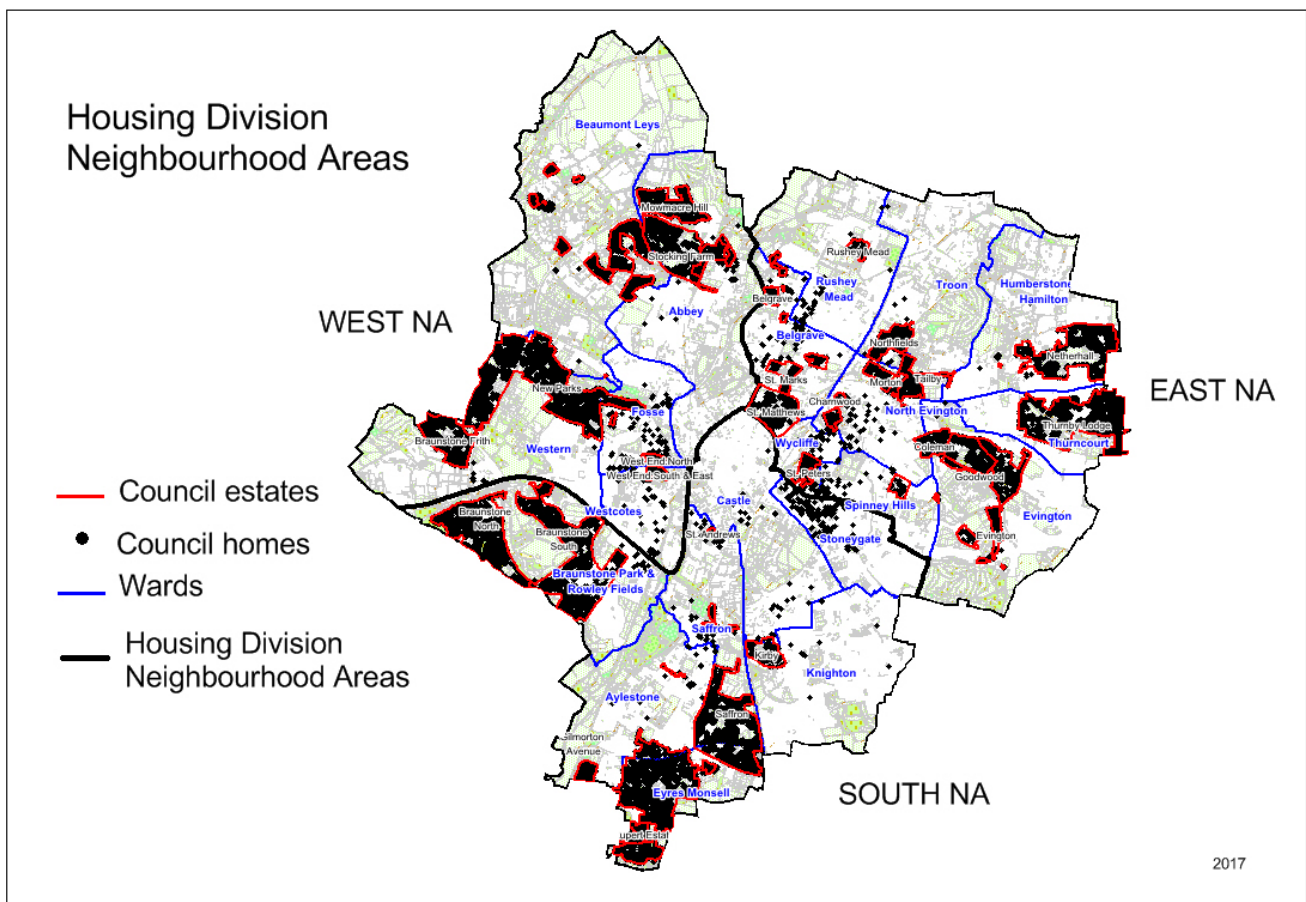 Housing Division
Neighbourhood Areas
Beaumont Leys
Mowmacre Hill
Stocking Farm
Rushey Mead
Rushey
Mead
Troon
Humberstone
Hamilton
Belgrave
Abbey
WEST NA
Belgrave
Northfields
Netherhall
St. Marks
Morton
Tailby
EAST NA
New Parks
Charnwood
St. Matthews
North Evington
Fosse
Thurnby Lodge
Braunstone Frith
Western
Wycliffe
Coleman
Thurncourt
West End North
West End South & East
St. Peters
Goodwood
Council estates
Castle
Spinney Hills
Braunstone
North
Westcotes
Evington
Braunstone
South
St. Andrews
Stoneygate
Evington
Council homes
Braunstone Park &
Rowley Fields
Wards
Saffron
Kirby
Knighton
Housing Division
Neighbourhood Areas
Aylestone
Saffron
Avenue
Eyres Monsell
SOUTH NA
2017